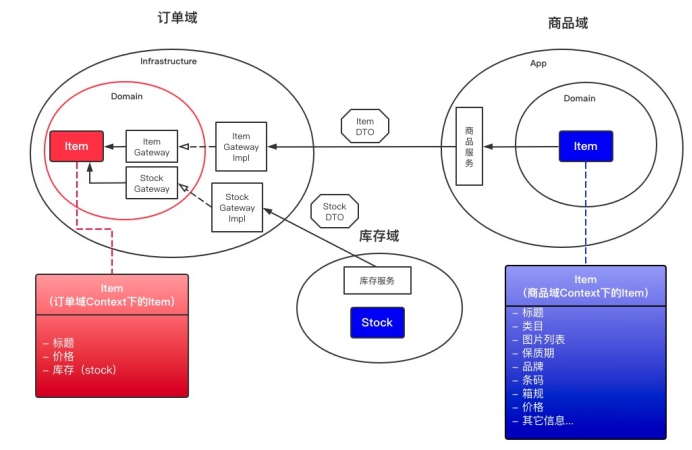 订单域
商品域
Infrastructure
App
Domain
Domain
Item
Item
Gateway
Stock
Gateway
Item
Gateway
Impl
Stock
Gateway
Impl
Item
DTO
Stock
DTO
商品服务
Item
库存域
库存服务
Stock
Item
（订单域Context下的Item）
– 标题
– 价格
– 库存（stock）
Item
（商品域Context下的Item）
– 标题
– 类目
– 图片列表
– 保质期
– 品牌
– 条码
– 箱规
– 价格
– 其它信息...